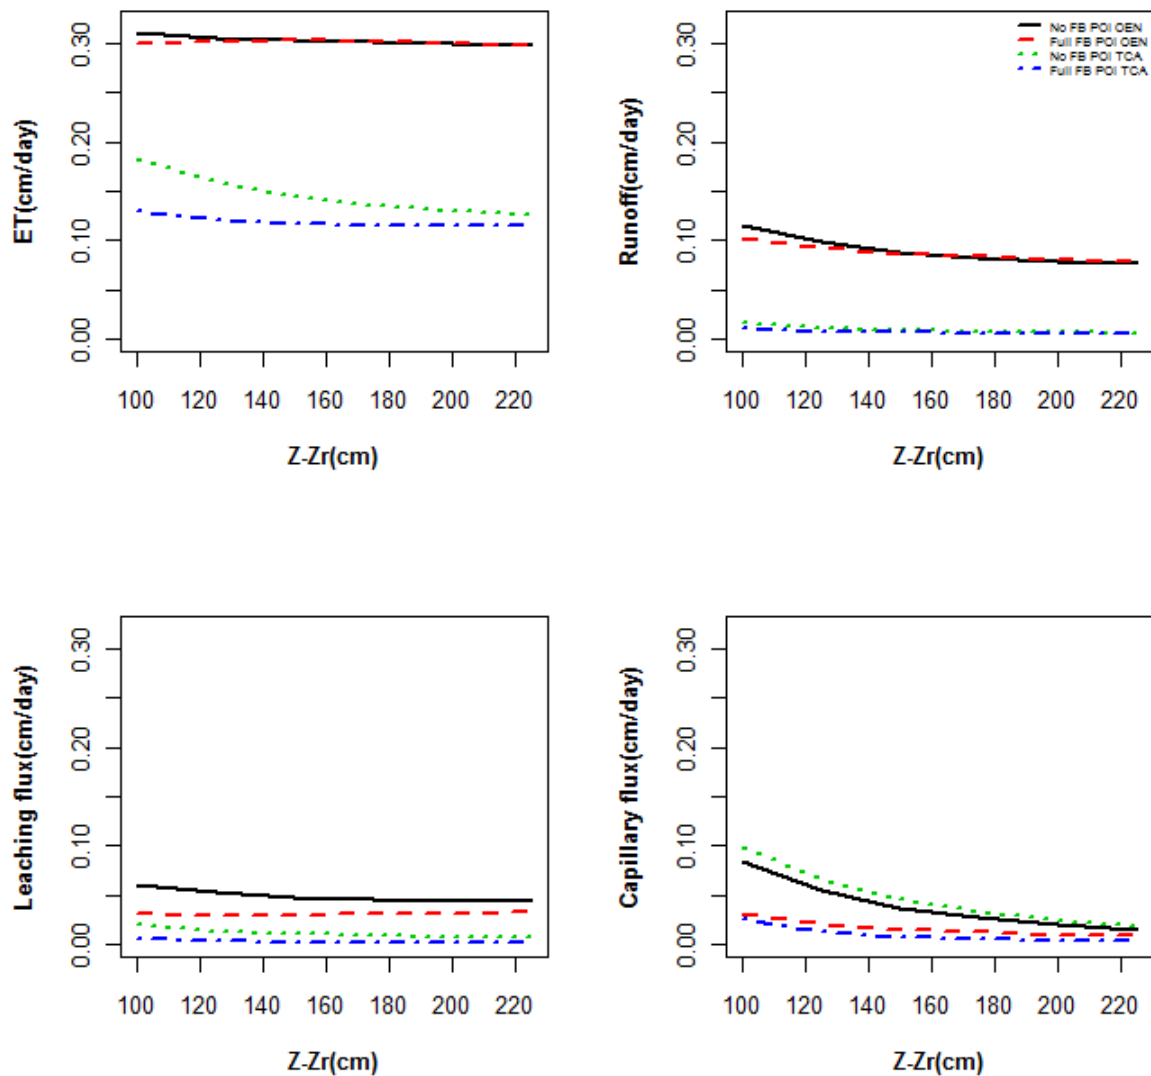 ET(cm/day)
0.30
0.20
0.10
0.00
100 120 140 160 180 200 220
Z-Zr(cm)
Runoff(cm/day)
0.30
0.20
0.10
0.00
No FB POI OEN
Full FB POI OEN
No FB POI TCA
Full FB POI TCA
100 120 140 160 180 200 220
Z-Zr(cm)
Leaching flux(cm/day)
0.30
0.20
0.10
0.00
100 120 140 160 180 200 220
Z-Zr(cm)
Capillary flux(cm/day)
0.30
0.20
0.10
0.00
100 120 140 160 180 200 220
Z-Zr(cm)